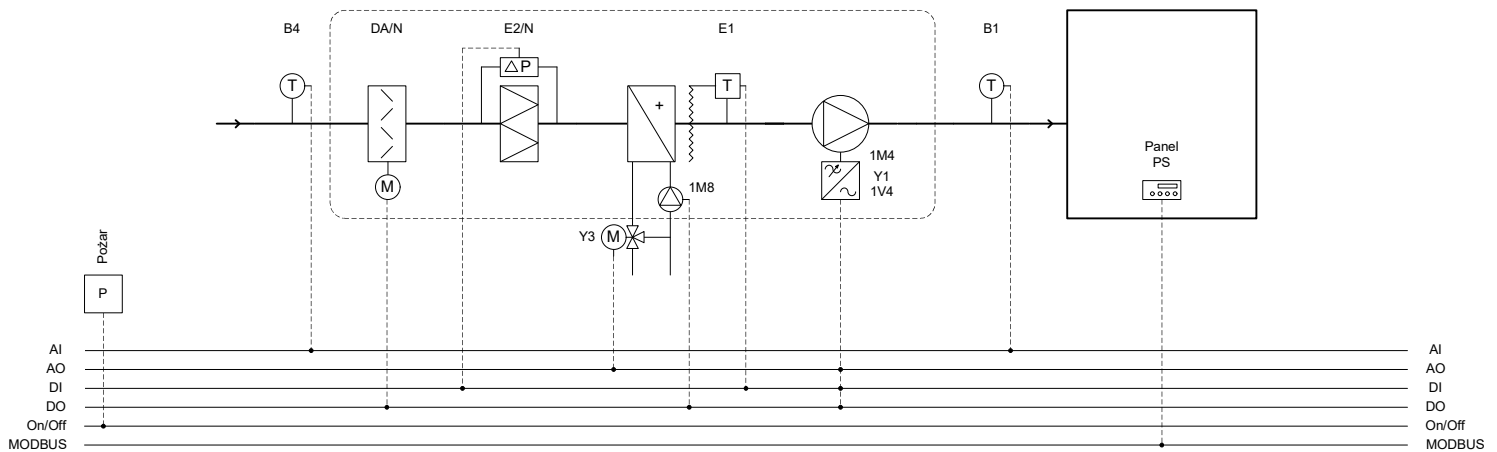 B4
DA/N
E2/N
E1
B1
T
△P
+
T
T
M
1M8
1M4
Y1
1V4
Panel
PS
Y3
M
Pożar
P
AI
AI
AO
AO
DI
DI
DO
DO
On/Off
On/Off
MODBUS
MODBUS